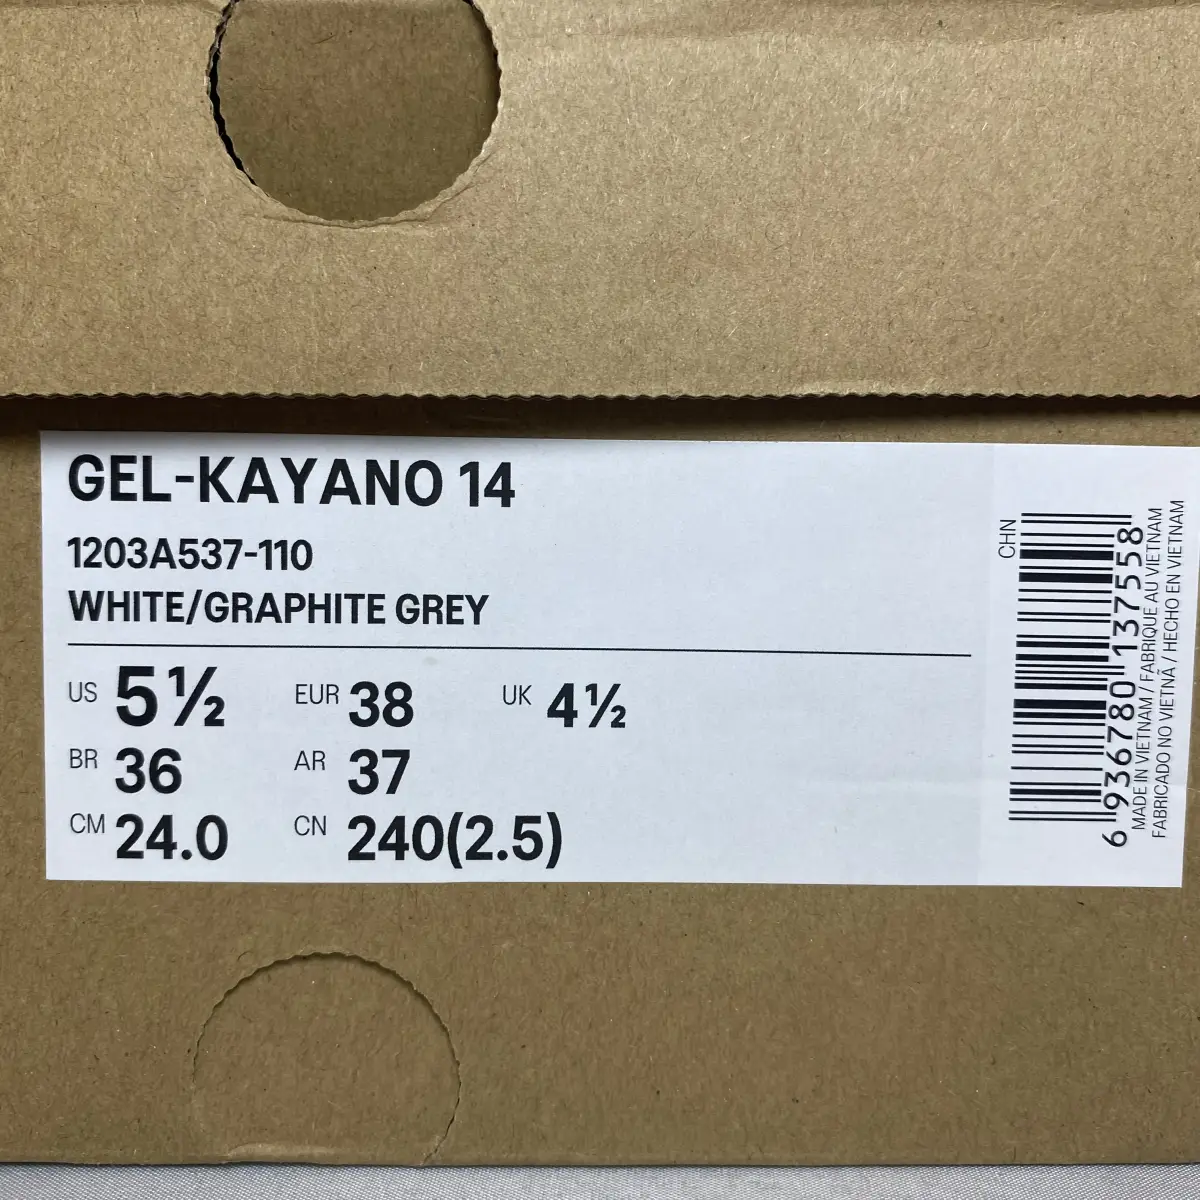 GEL-KAYANO 14
1203A537-110
WHITE/GRAPHITE GREY
US 5½ EUR 38 UK 4½
BR 36 AR 37
CM 24.0 CN 240(2.5)
CHN
6 936780 137558
MADE IN VIETNAM / FABRIQUE AU VIETNAM
FABRICADO NO VIETNÃ / HECHO EN VIETNAM